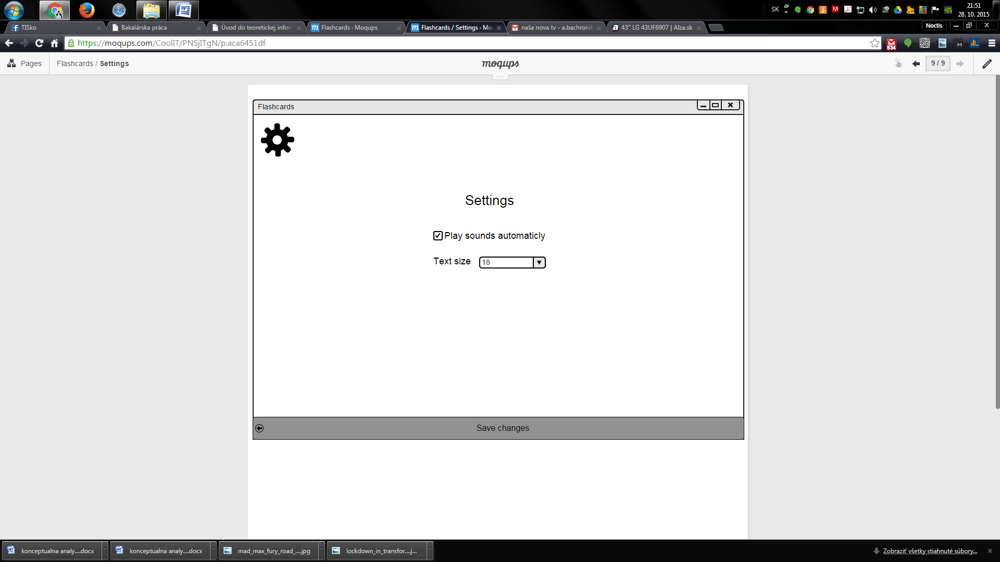 SK
21:51
28. 10. 2015
TISko
Bakalárska práca
Úvod do teoretickej inforr
Flashcards · Moqups
Flashcards / Settings · Mo
naša nova tv - a.bachroni
43" LG 43UF6907 | Alza.sk
Noctis
https://moqups.com/CoolIT/PNSjITgN/p:aca6451df
534
M
Pages
Flashcards / Settings
moqups
9 / 9
...
Flashcards
Settings
Play sounds automaticly
Text size
18
Save changes
konceptualna analy....docx
konceptualna analy....docx
mad_max_fury_road_....jpg
lockdown_in_transfor....j...
Zobraziť všetky stiahnuté súbory...